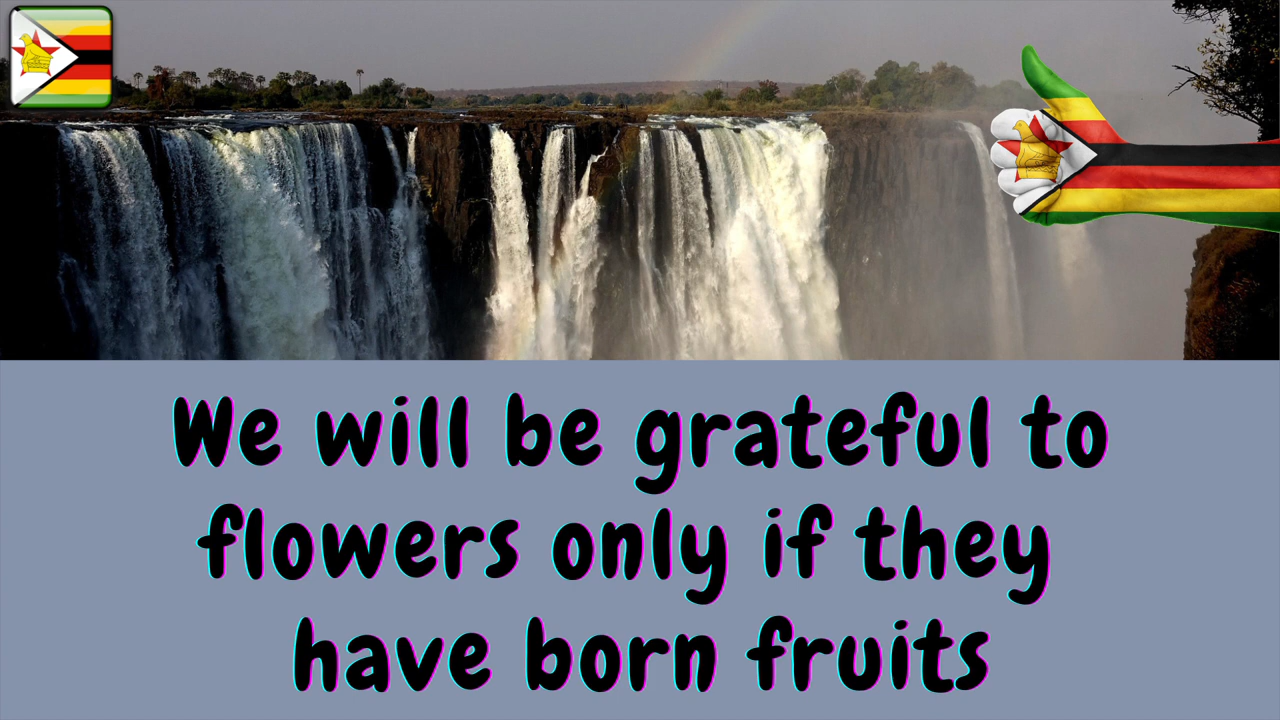 We will be grateful to
flowers only if they
have born fruits